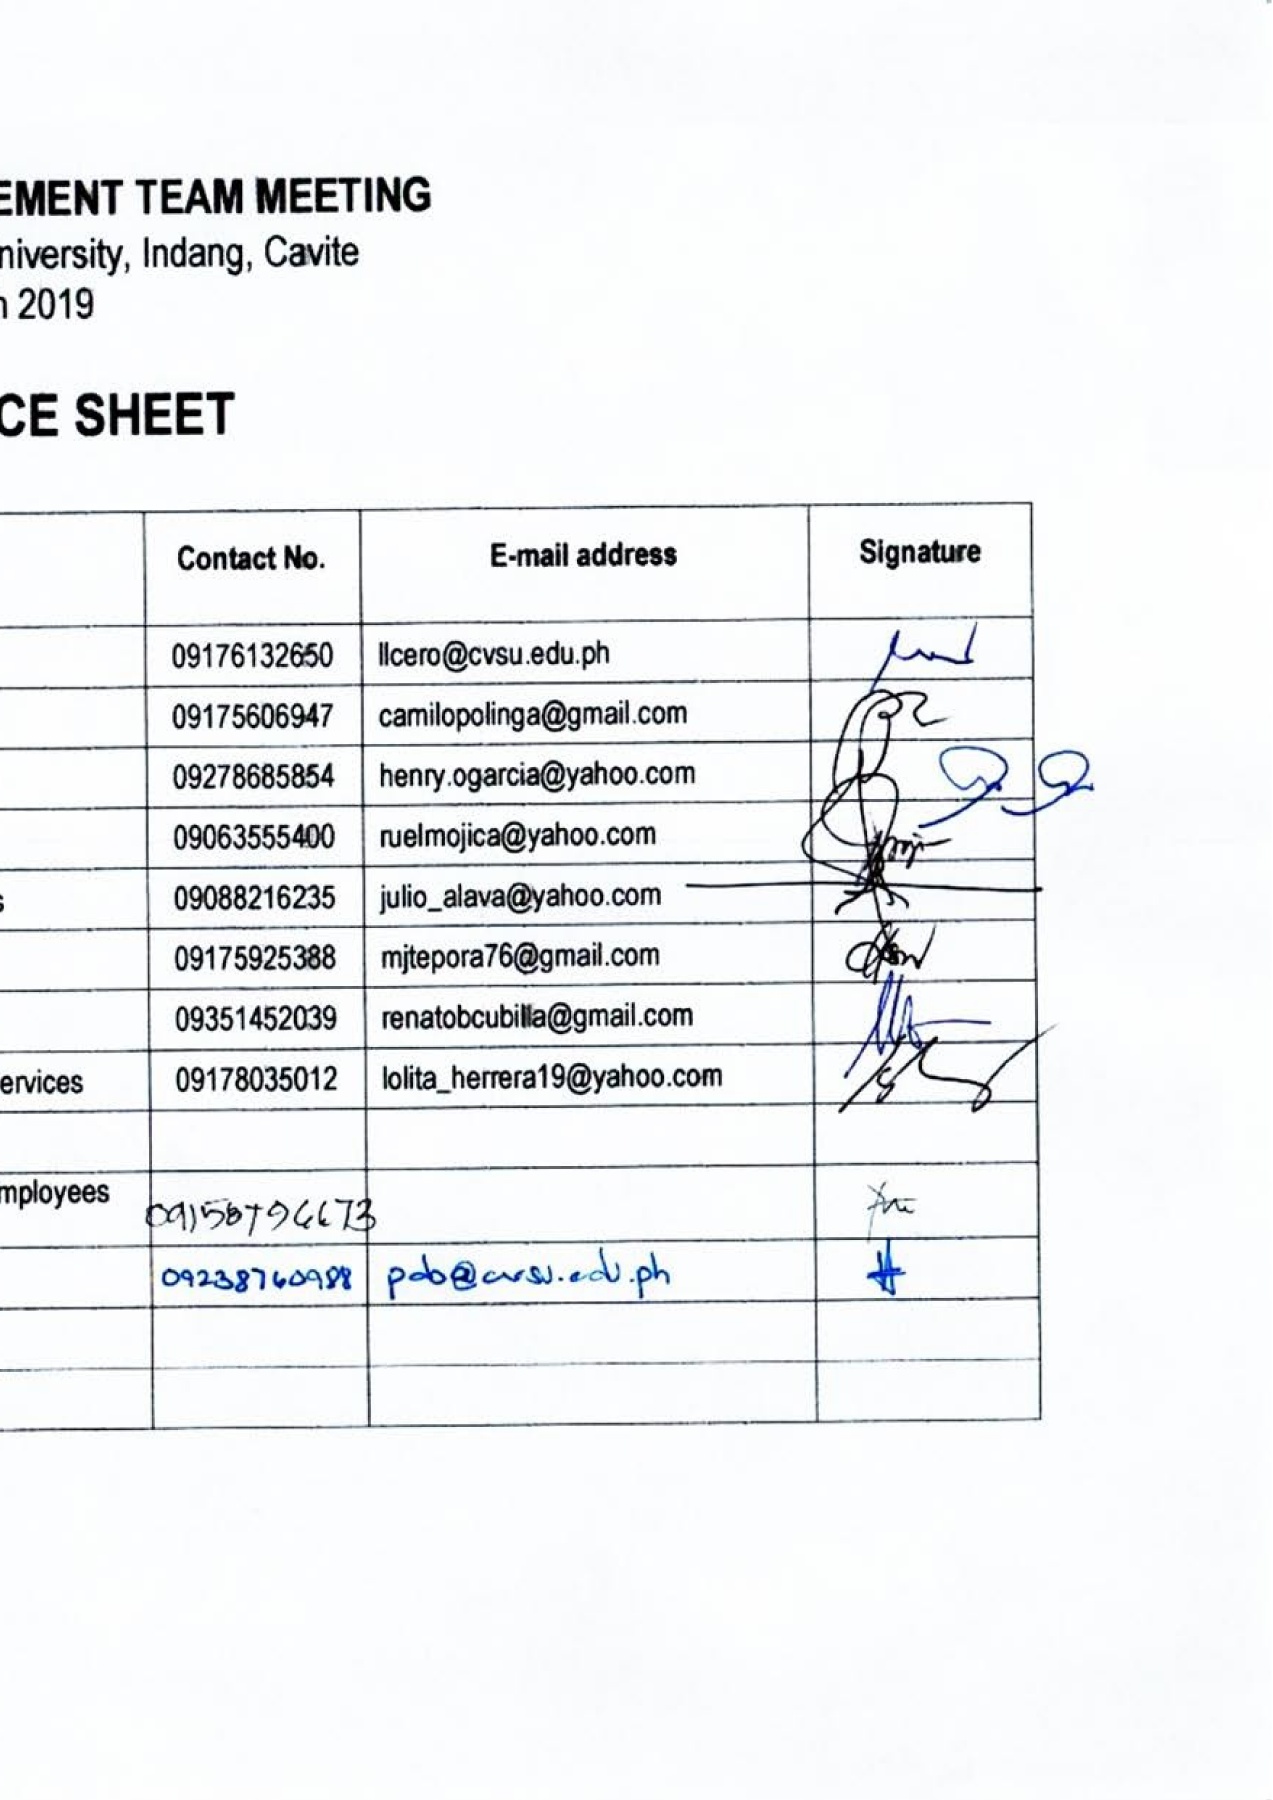 EMENT TEAM MEETING
niversity, Indang, Cavite
n 2019
CE SHEET
Contact No. E-mail address Signature
09176132650 llcero@cvsu.edu.ph
09175606947 camilopolinga@gmail.com
09278685854 henry.ogarcia@yahoo.com
09063555400 ruelmojica@yahoo.com
s 09088216235 julio_alava@yahoo.com
09175925388 mjtepora76@gmail.com
09351452039 renatobcubilla@gmail.com
ervices 09178035012 lolita_herrera19@yahoo.com
mployees
09238760988 pdo@cvsu.edu.ph